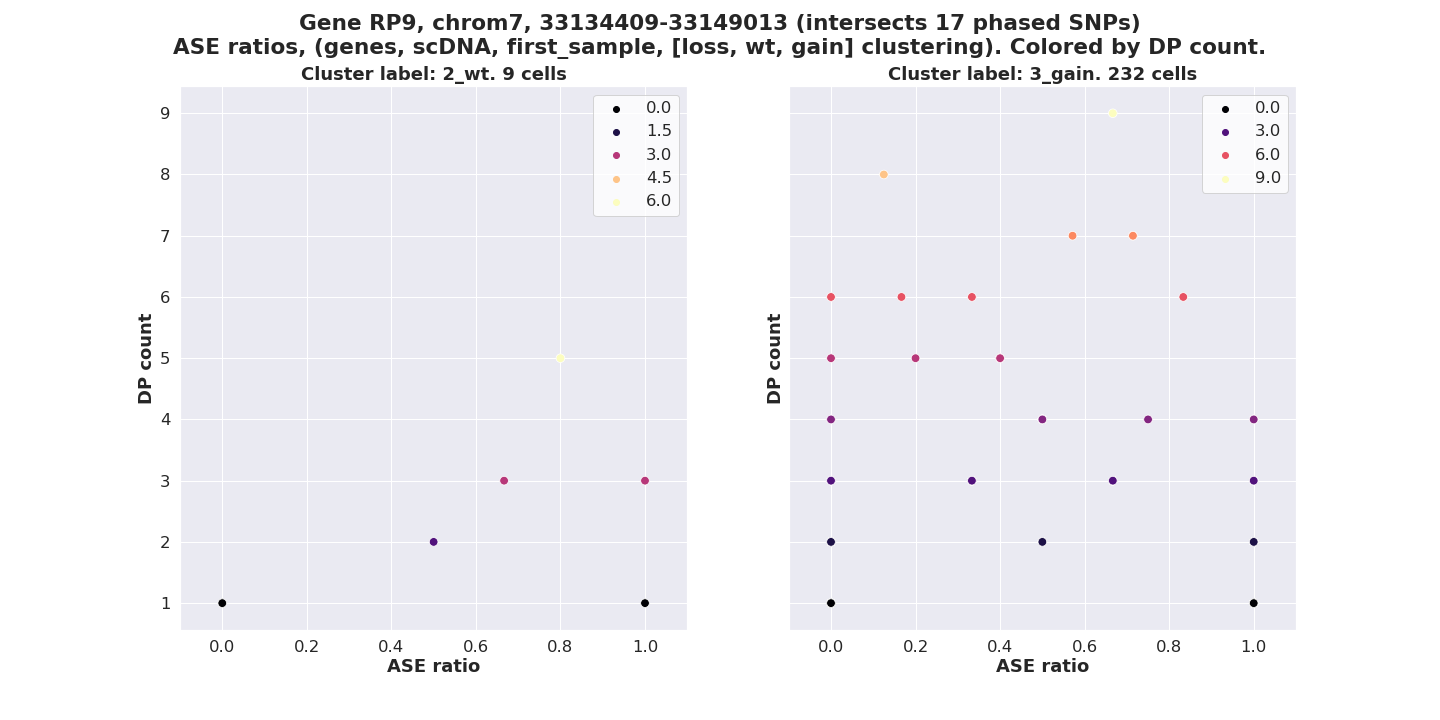 Gene RP9, chrom7, 33134409-33149013 (intersects 17 phased SNPs)
ASE ratios, (genes, scDNA, first_sample, [loss, wt, gain] clustering). Colored by DP count.
Cluster label: 2_wt. 9 cells
0.0
1.5
3.0
4.5
6.0
9
8
7
6
5
4
3
2
1
DP count
0.0 0.2 0.4 0.6 0.8 1.0
ASE ratio
Cluster label: 3_gain. 232 cells
0.0
3.0
6.0
9.0
DP count
0.0 0.2 0.4 0.6 0.8 1.0
ASE ratio